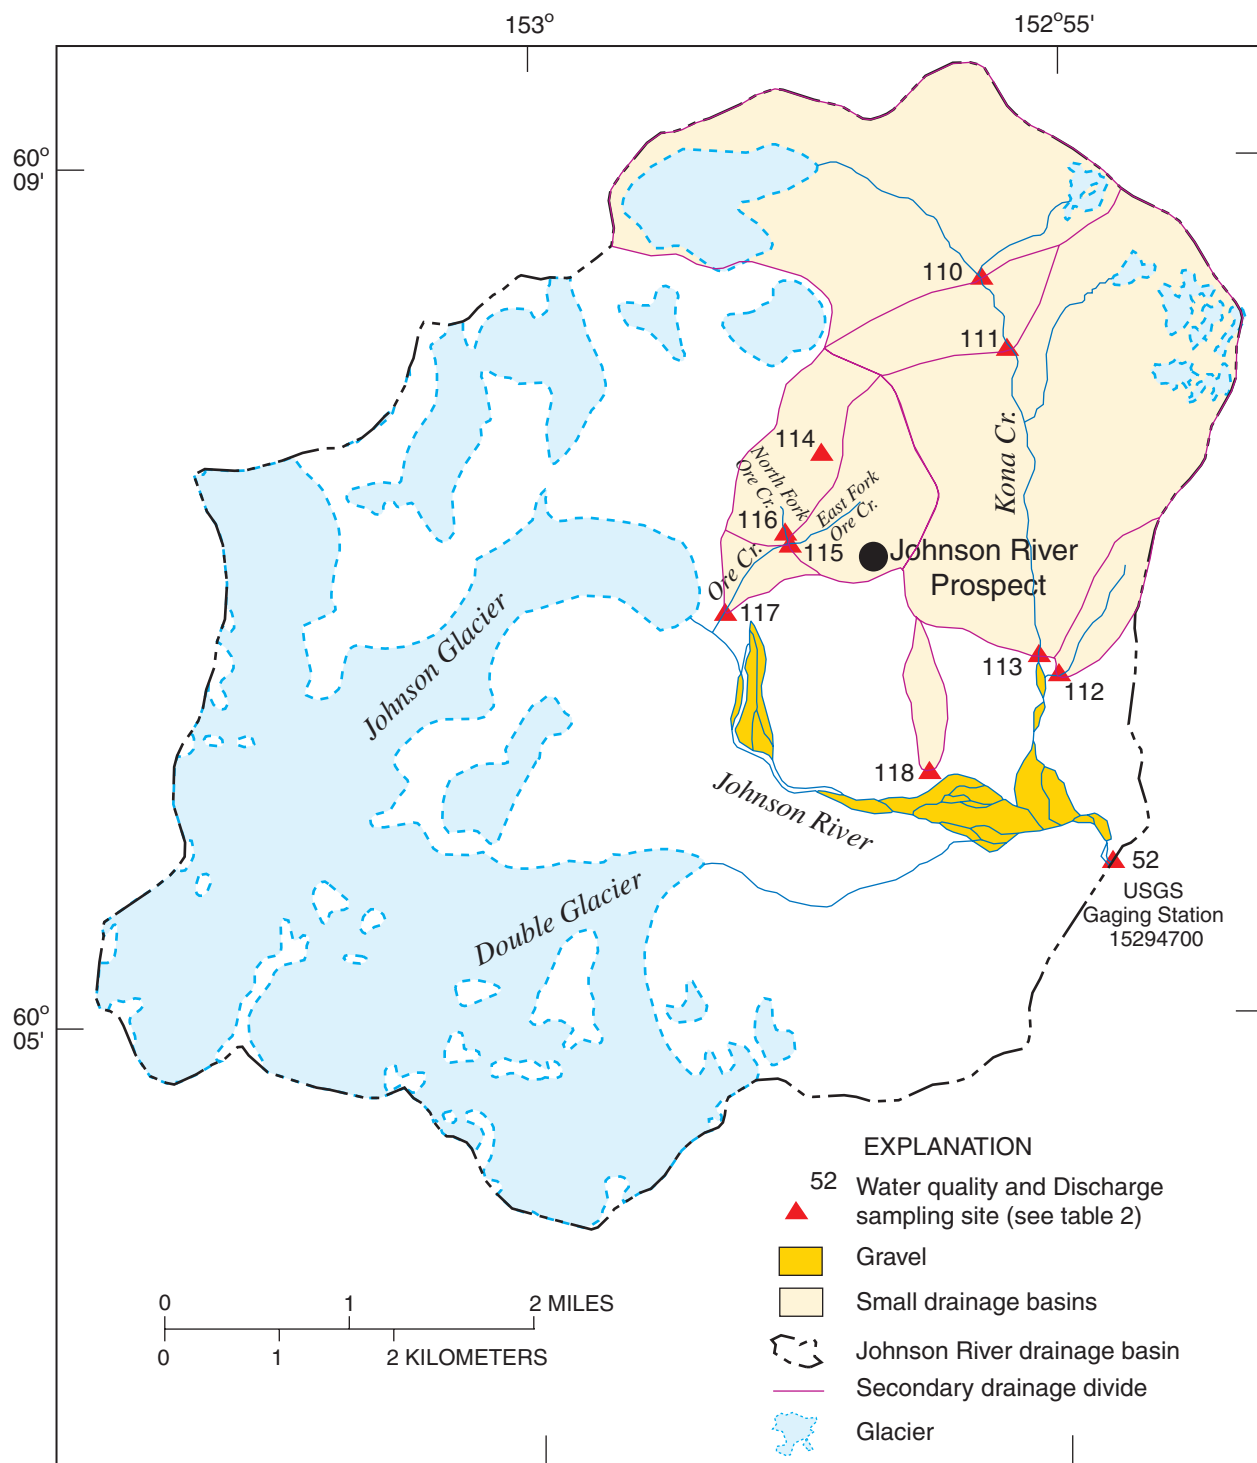 153°
152°55'
60°
09'
110
111
Kona Cr.
114
North Fork
Ore Cr.
East Fork
Ore Cr.
116
115
Johnson River
Prospect
Ore Cr.
117
Johnson Glacier
113
112
118
Johnson River
52
USGS
Gaging Station
15294700
Double Glacier
60°
05'
EXPLANATION
52 Water quality and Discharge
sampling site (see table 2)
Gravel
Small drainage basins
Johnson River drainage basin
Secondary drainage divide
Glacier
0 1 2 MILES
0 1 2 KILOMETERS